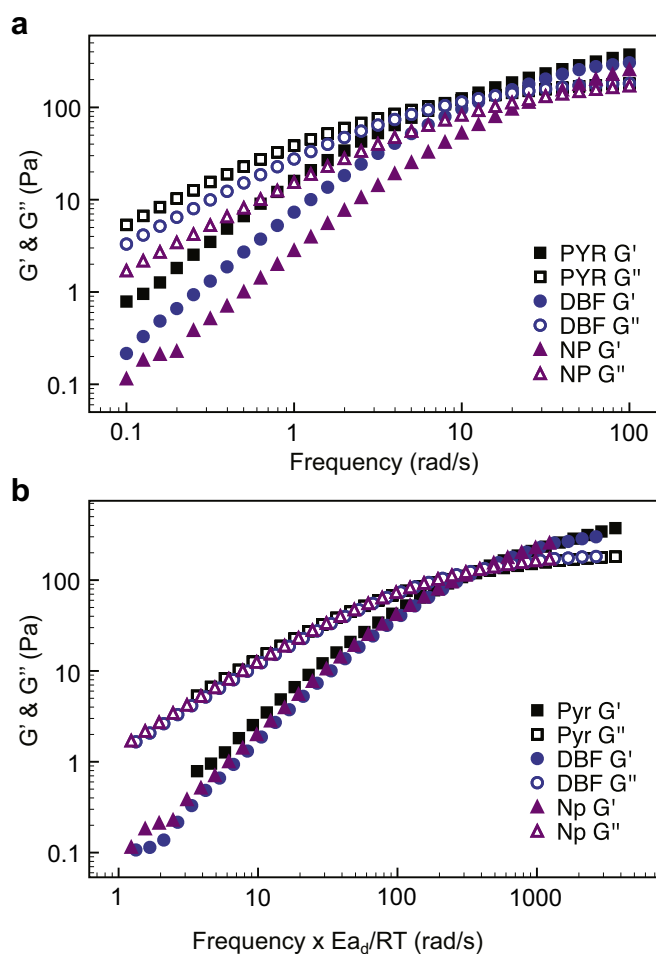 a
G' & G" (Pa)
100
10
1
0.1
PYR G'
PYR G"
DBF G'
DBF G"
NP G'
NP G"
0.1 1 10 100
Frequency (rad/s)
b
G' & G" (Pa)
100
10
1
0.1
Pyr G'
Pyr G"
DBF G'
DBF G"
Np G'
Np G"
1 10 100 1000
Frequency x Ea_d/RT (rad/s)